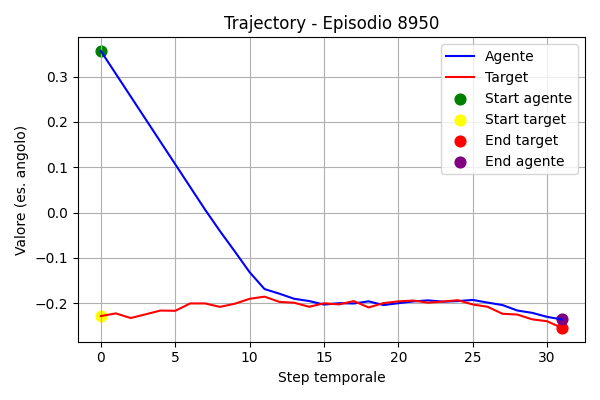 Trajectory - Episodio 8950
Valore (es. angolo)
0.3
0.2
0.1
0.0
−0.1
−0.2
0
5
10
15
20
25
30
Step temporale
Agente
Target
Start agente
Start target
End target
End agente